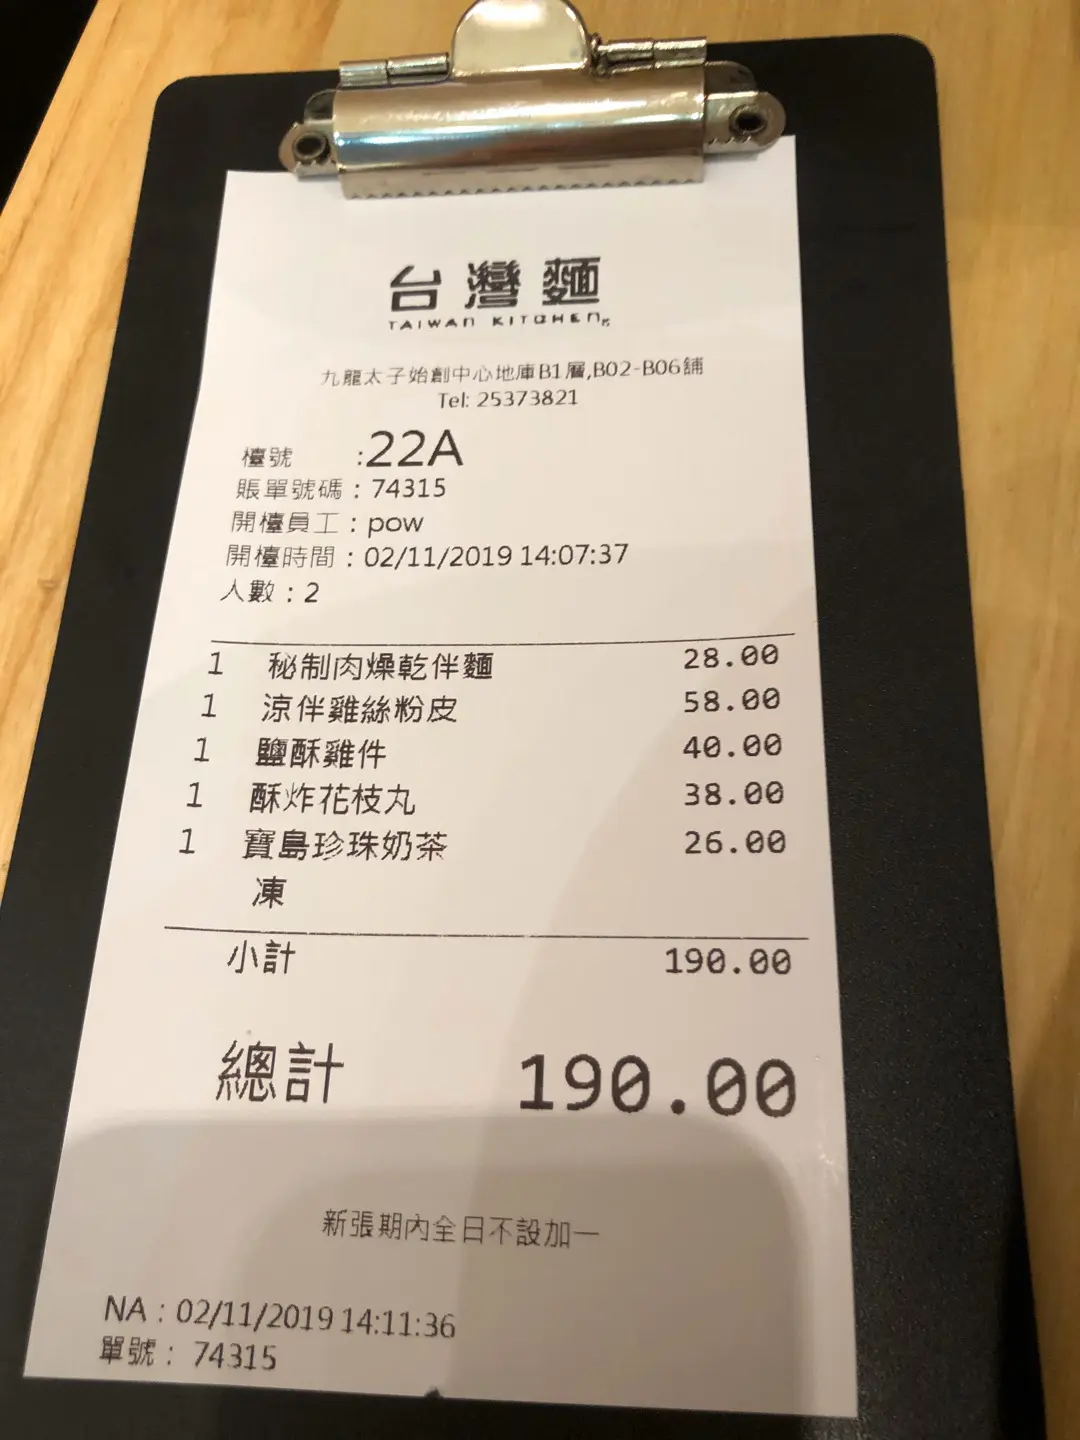 台灣麵
TAIWAN KITCHEN
九龍太子始創中心地庫B1層,B02-B06舖
Tel: 25373821
檯號 :22A
賬單號碼：74315
開檯員工：pow
開檯時間：02/11/2019 14:07:37
人數：2
1 秘制肉燥乾伴麵 28.00
1 涼伴雞絲粉皮 58.00
1 鹽酥雞件 40.00
1 酥炸花枝丸 38.00
1 寶島珍珠奶茶 26.00
凍
小計 190.00
總計 190.00
新張期內全日不設加一
NA：02/11/2019 14:11:36
單號： 74315